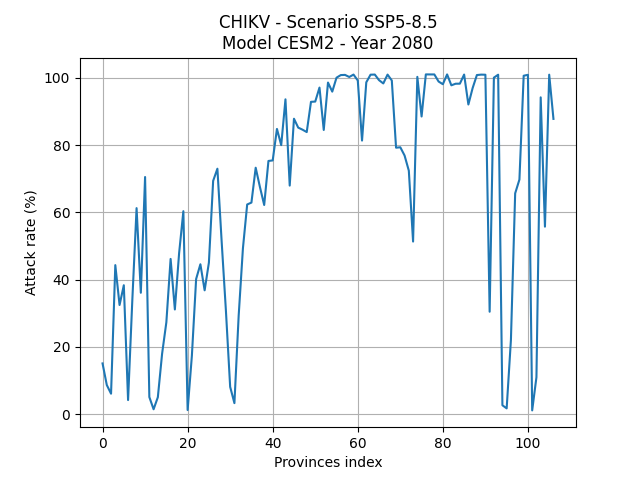 CHIKV - Scenario SSP5-8.5
Model CESM2 - Year 2080
100
80
60
40
20
0
Attack rate (%)
0 20 40 60 80 100
Provinces index